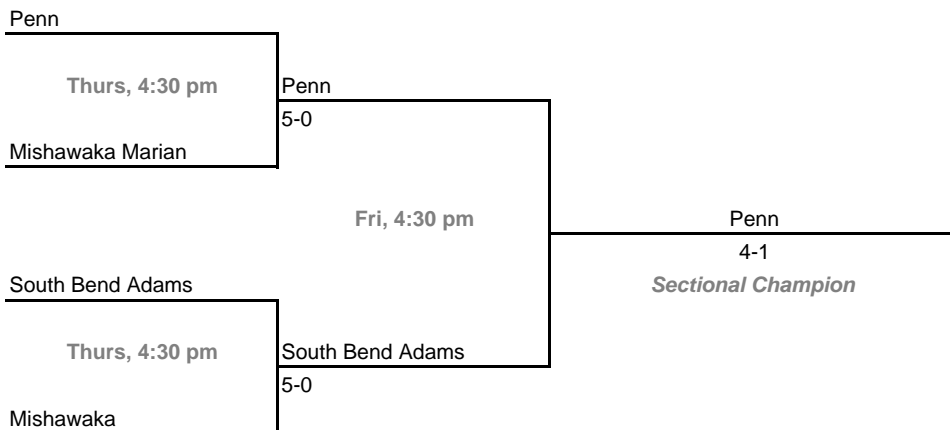 Penn
Thurs, 4:30 pm
Penn
5-0
Mishawaka Marian
Fri, 4:30 pm
Penn
4-1
South Bend Adams
Sectional Champion
Thurs, 4:30 pm
South Bend Adams
5-0
Mishawaka